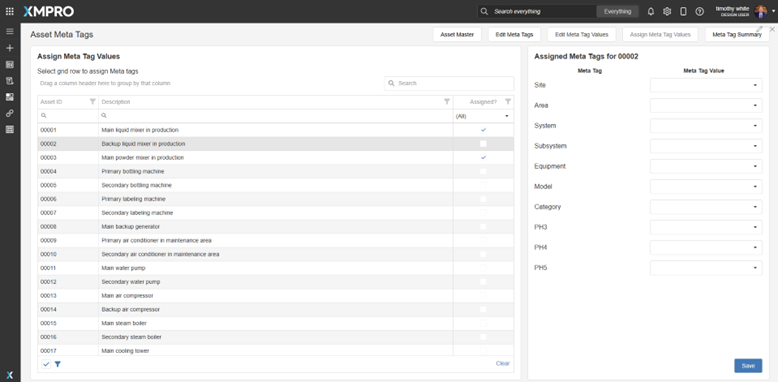 XMPRO
Search everything
Everything
timothy white
DESIGN USER
Asset Meta Tags
Asset Master
Edit Meta Tags
Edit Meta Tag Values
Assign Meta Tag Values
Meta Tag Summary
Assign Meta Tag Values
Select grid row to assign Meta tags
Drag a column header here to group by that column
Search
Asset ID Description Assigned?
(All)
00001 Main liquid mixer in production
00002 Backup liquid mixer in production
00003 Main powder mixer in production
00004 Primary bottling machine
00005 Secondary bottling machine
00006 Primary labeling machine
00007 Secondary labeling machine
00008 Main backup generator
00009 Primary air conditioner in maintenance area
00010 Secondary air conditioner in maintenance area
00011 Main water pump
00012 Secondary water pump
00013 Main air compressor
00014 Backup air compressor
00015 Main steam boiler
00016 Secondary steam boiler
00017 Main cooling tower
Clear
Assigned Meta Tags for 00002
Meta Tag Meta Tag Value
Site
Area
System
Subsystem
Equipment
Model
Category
PH3
PH4
PH5
Save